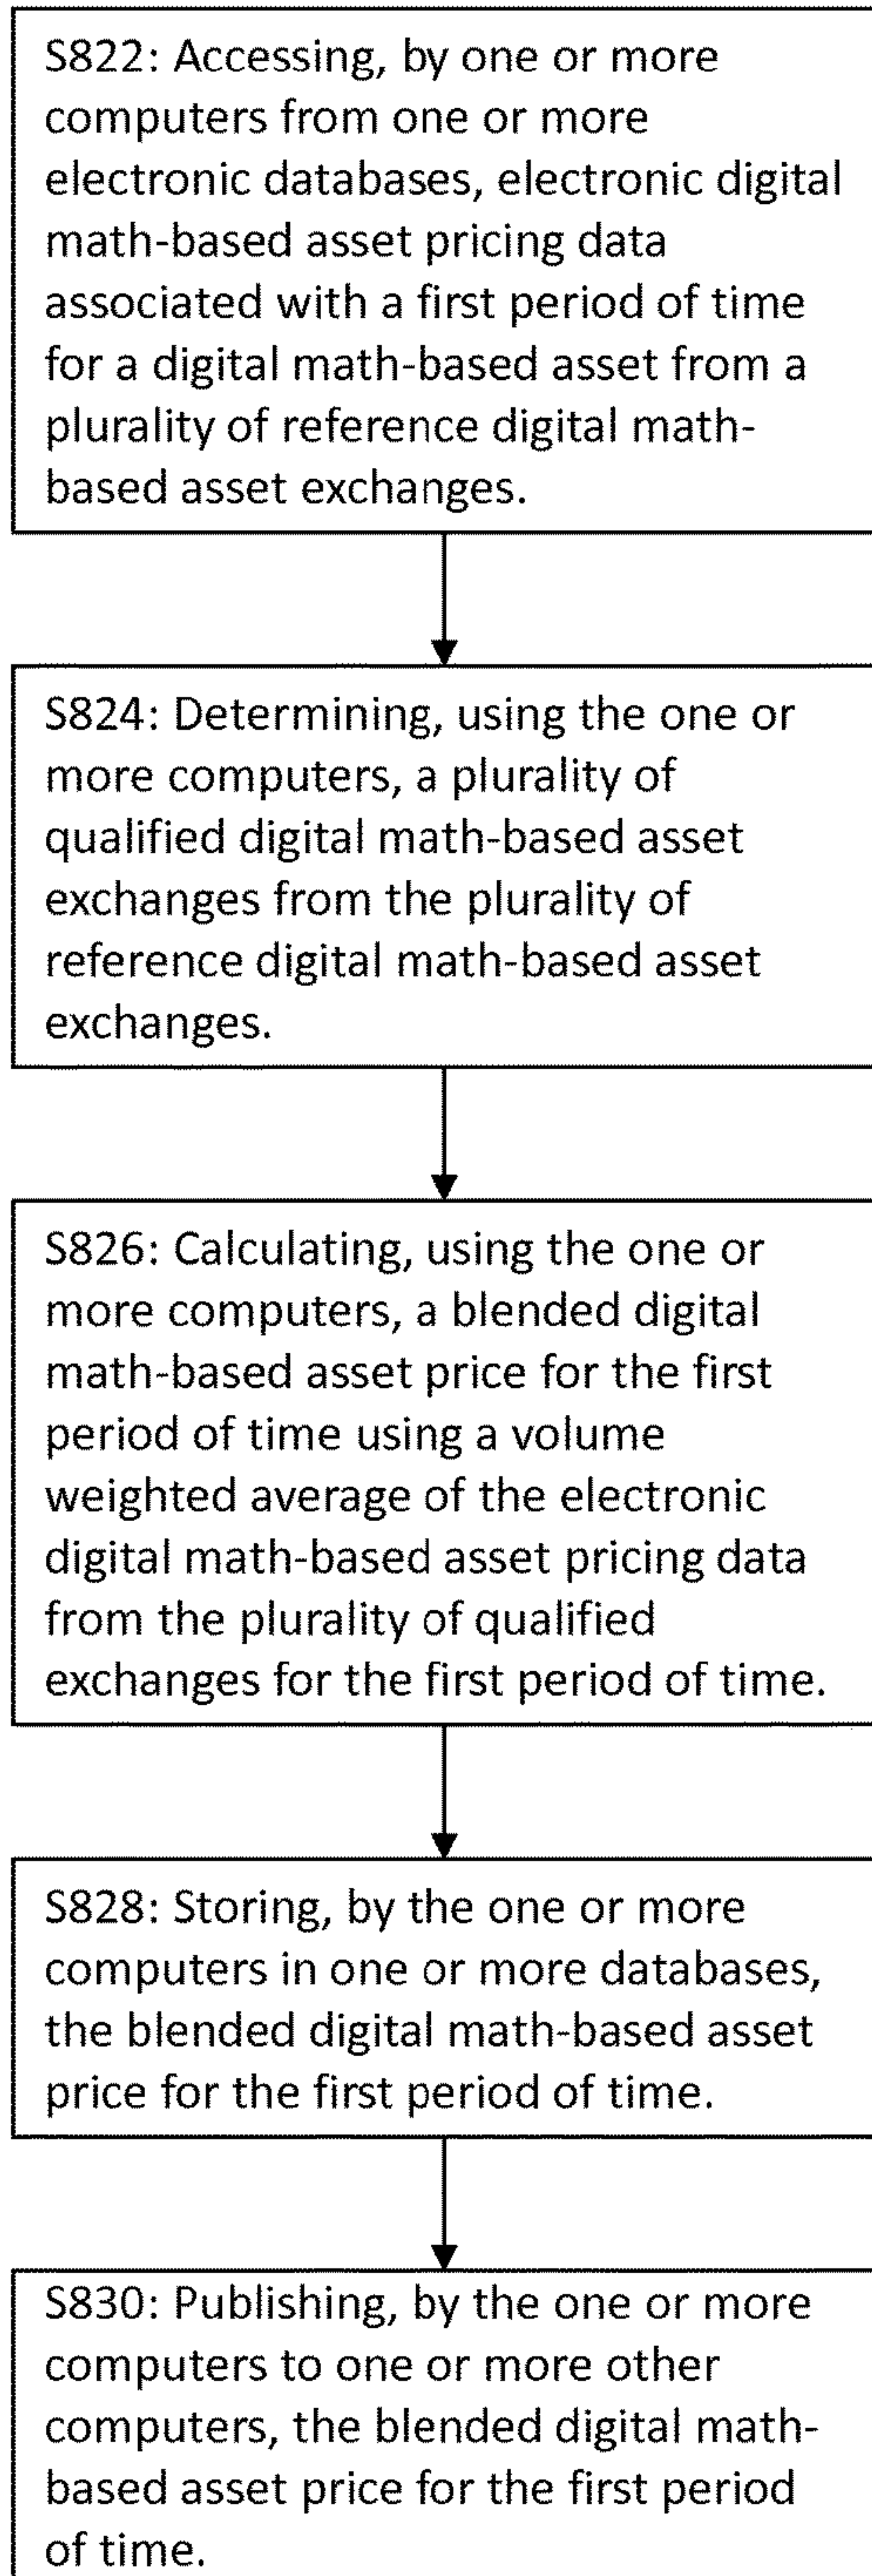 S822: Accessing, by one or more
computers from one or more
electronic databases, electronic digital
math-based asset pricing data
associated with a first period of time
for a digital math-based asset from a
plurality of reference digital math-
based asset exchanges.
S824: Determining, using the one or
more computers, a plurality of
qualified digital math-based asset
exchanges from the plurality of
reference digital math-based asset
exchanges.
S826: Calculating, using the one or
more computers, a blended digital
math-based asset price for the first
period of time using a volume
weighted average of the electronic
digital math-based asset pricing data
from the plurality of qualified
exchanges for the first period of time.
S828: Storing, by the one or more
computers in one or more databases,
the blended digital math-based asset
price for the first period of time.
S830: Publishing, by the one or more
computers to one or more other
computers, the blended digital math-
based asset price for the first period
of time.